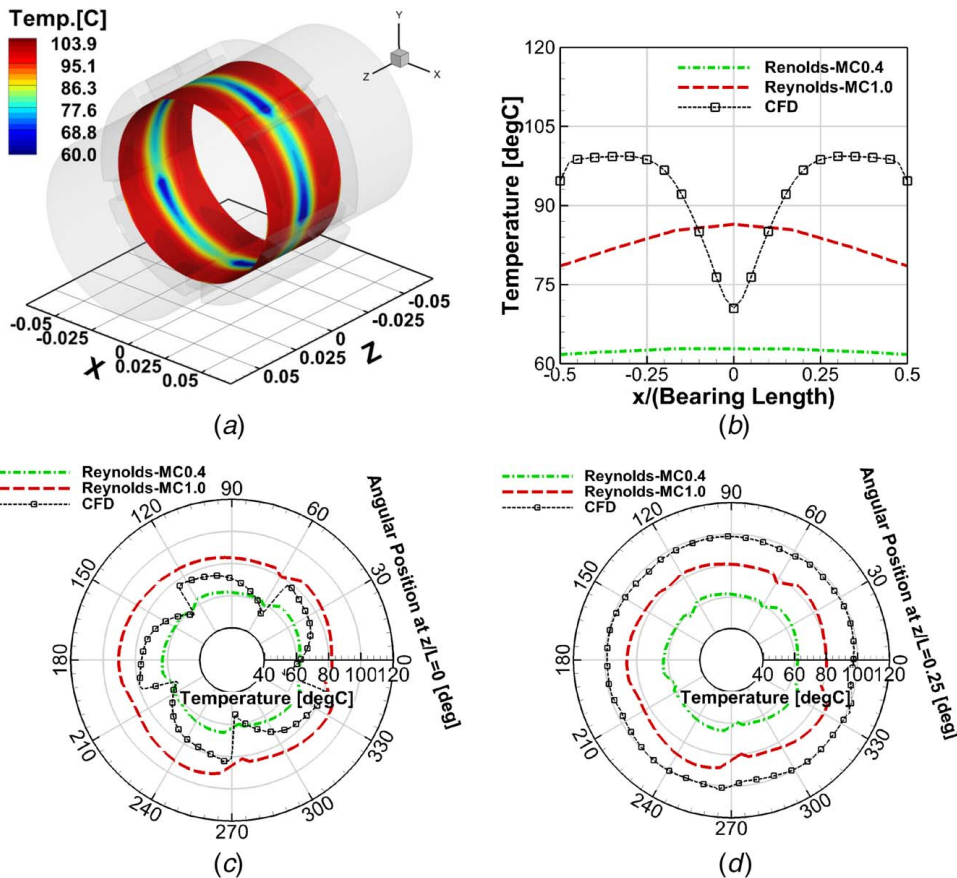 Temp.[C]
103.9
95.1
86.3
77.6
68.8
60.0
Y
Z
X
-0.05
-0.025
0
0.025
0.05
X
-0.05
-0.025
0
0.025
0.05
Z
(a)
120
105
90
75
60
Temperature [degC]
Renolds-MC0.4
Reynolds-MC1.0
CFD
-0.5
-0.25
0
0.25
0.5
x/(Bearing Length)
(b)
Reynolds-MC0.4
Reynolds-MC1.0
CFD
90
60
30
0
330
300
270
240
210
180
150
120
40 60 80 100 120
Temperature [degC]
Angular Position at z/L=0 [deg]
(c)
Reynolds-MC0.4
Reynolds-MC1.0
CFD
90
60
30
0
330
300
270
240
210
180
150
120
40 60 80 100 120
Temperature [degC]
Angular Position at z/L=0.25 [deg]
(d)